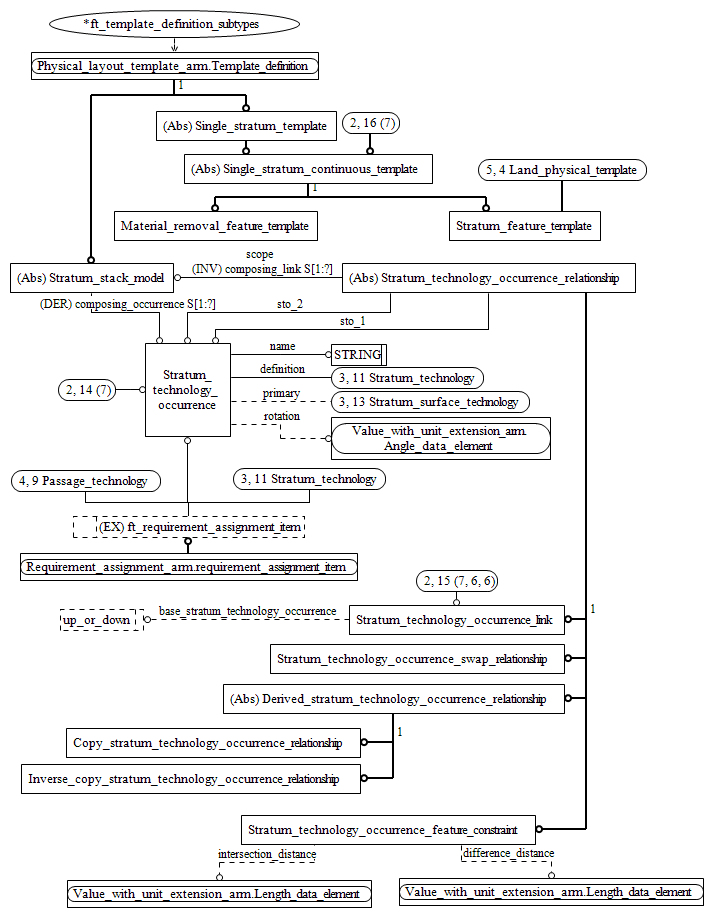 *ft_template_definition_subtypes
Physical_layout_template_arm.Template_definition
1
(Abs) Single_stratum_template
2, 16 (7)
(Abs) Single_stratum_continuous_template
5, 4 Land_physical_template
1
Material_removal_feature_template
Stratum_feature_template
scope
(INV) composing_link S[1:?]
(Abs) Stratum_stack_model
(Abs) Stratum_technology_occurrence_relationship
(DER) composing_occurrence S[1:?]
sto_2
sto_1
name
STRING
Stratum_
technology_
occurrence
definition
3, 11 Stratum_technology
2, 14 (7)
primary
3, 13 Stratum_surface_technology
rotation
Value_with_unit_extension_arm.
Angle_data_element
4, 9 Passage_technology
3, 11 Stratum_technology
(EX) ft_requirement_assignment_item
Requirement_assignment_arm.requirement_assignment_item
2, 15 (7, 6, 6)
up_or_down
base_stratum_technology_occurrence
Stratum_technology_occurrence_link
1
Stratum_technology_occurrence_swap_relationship
(Abs) Derived_stratum_technology_occurrence_relationship
1
Copy_stratum_technology_occurrence_relationship
Inverse_copy_stratum_technology_occurrence_relationship
Stratum_technology_occurrence_feature_constraint
intersection_distance
difference_distance
Value_with_unit_extension_arm.Length_data_element
Value_with_unit_extension_arm.Length_data_element